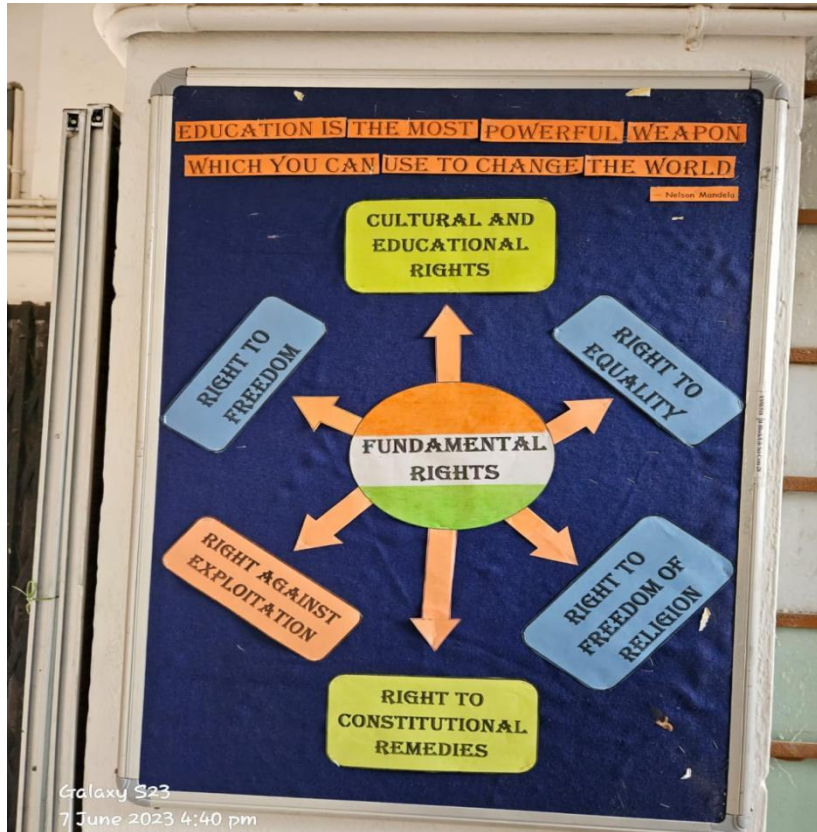 EDUCATION IS THE MOST POWERFUL WEAPON
WHICH YOU CAN USE TO CHANGE THE WORLD
- Nelson Mandela
CULTURAL AND
EDUCATIONAL
RIGHTS
RIGHT TO
FREEDOM
RIGHT TO
EQUALITY
FUNDAMENTAL
RIGHTS
RIGHT AGAINST
EXPLOITATION
RIGHT TO
FREEDOM OF
RELIGION
RIGHT TO
CONSTITUTIONAL
REMEDIES
Galaxy S23
7 June 2023 4:40 pm